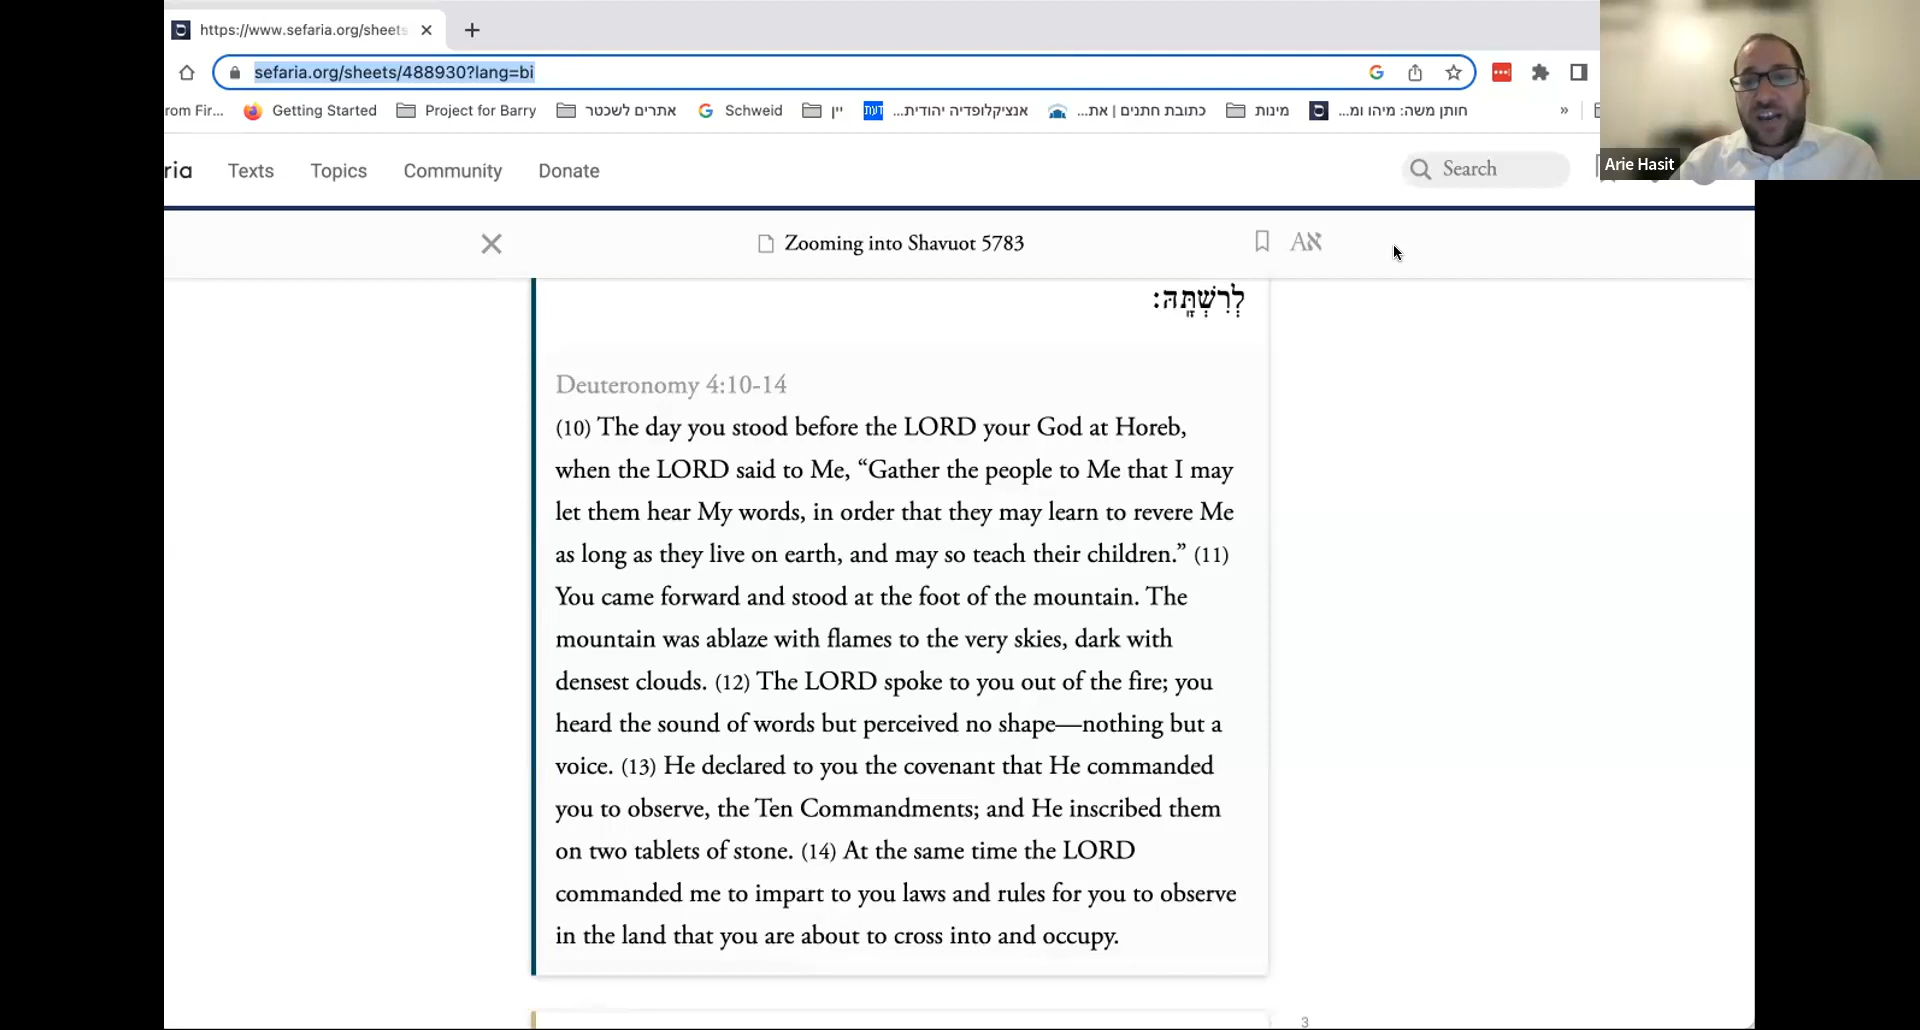 https://www.sefaria.org/sheets
sefaria.org/sheets/488930?lang=bi
rom Fir... Getting Started Project for Barry אתרים לשכטר Schweid יין דעת אנציקלופדיה יהודית... כתובת חתנים | את... מינות חותן משה: מיהו ומ... »
ria Texts Topics Community Donate Search
Arie Hasit
Zooming into Shavuot 5783 Aא
לְרִשְׁתָּֽהּ׃
Deuteronomy 4:10-14
(10) The day you stood before the LORD your God at Horeb,
when the LORD said to Me, “Gather the people to Me that I may
let them hear My words, in order that they may learn to revere Me
as long as they live on earth, and may so teach their children.” (11)
You came forward and stood at the foot of the mountain. The
mountain was ablaze with flames to the very skies, dark with
densest clouds. (12) The LORD spoke to you out of the fire; you
heard the sound of words but perceived no shape—nothing but a
voice. (13) He declared to you the covenant that He commanded
you to observe, the Ten Commandments; and He inscribed them
on two tablets of stone. (14) At the same time the LORD
commanded me to impart to you laws and rules for you to observe
in the land that you are about to cross into and occupy.
3